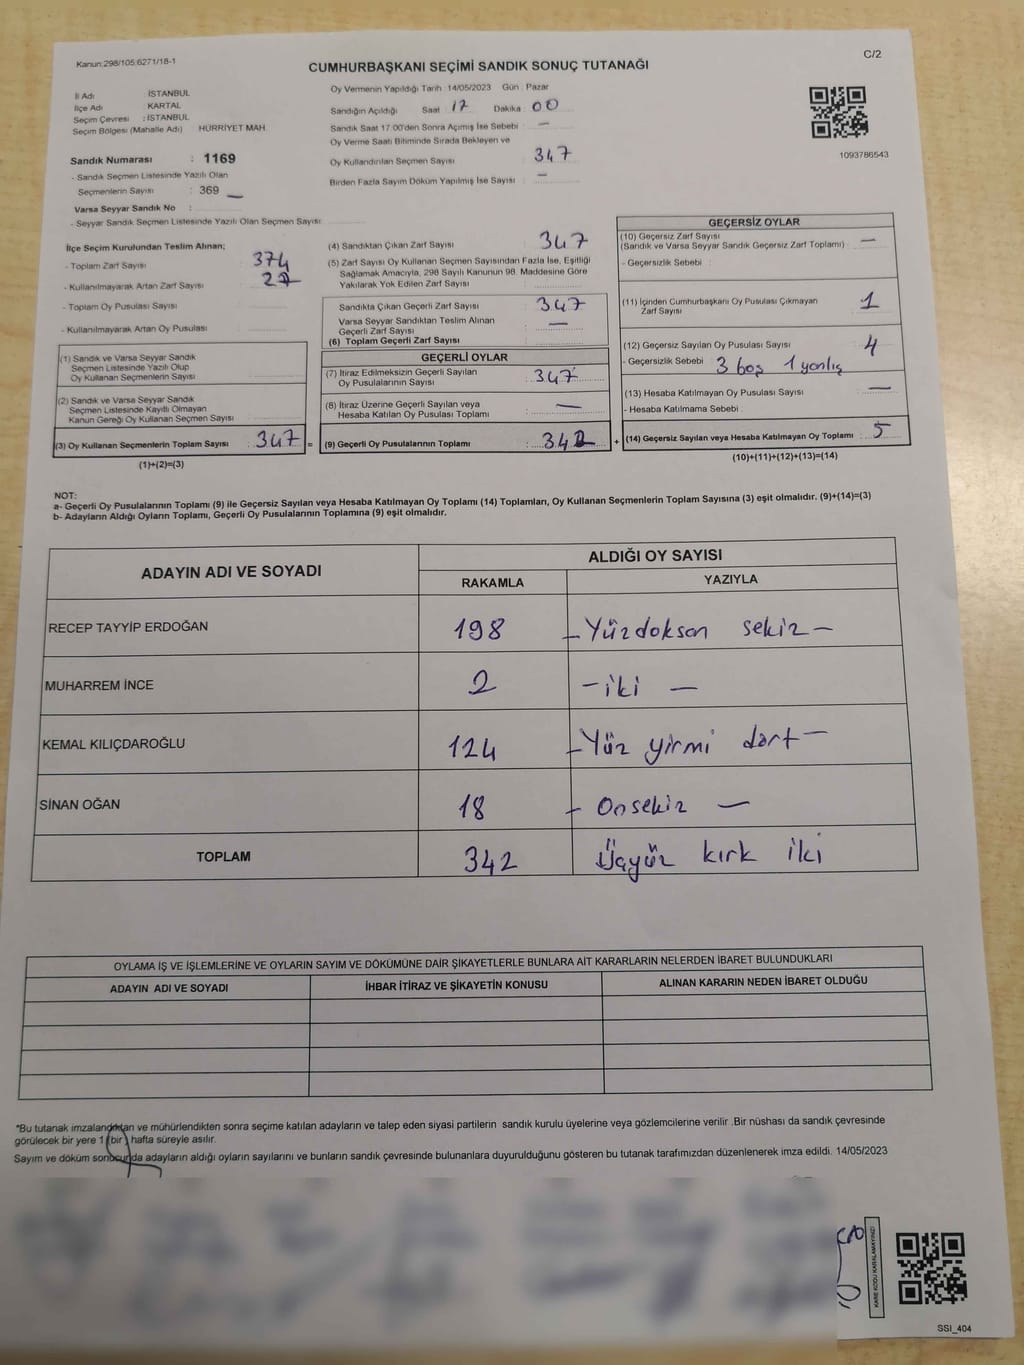 Kanun:298/105:6271/18-1
C/2
CUMHURBAŞKANI SEÇİMİ SANDIK SONUÇ TUTANAĞI
İl Adı : İSTANBUL
İlçe Adı : KARTAL
Seçim Çevresi : İSTANBUL
Seçim Bölgesi (Mahalle Adı) : HÜRRİYET MAH.
Sandık Numarası : 1169
- Sandık Seçmen Listesinde Yazılı Olan
Seçmenlerin Sayısı : 369 —
Varsa Seyyar Sandık No :
- Seyyar Sandık Seçmen Listesinde Yazılı Olan Seçmen Sayısı:
Oy Vermenin Yapıldığı Tarih :14/05/2023 Gün : Pazar
Sandığın Açıldığı Saat : 17 Dakika : 00
Sandık Saat 17.00'den Sonra Açılmış İse Sebebi : —
Oy Verme Saati Bitiminde Sırada Bekleyen ve
Oy Kullandırılan Seçmen Sayısı : 347
Birden Fazla Sayım Döküm Yapılmış İse Sayısı : —
1093786543
İlçe Seçim Kurulundan Teslim Alınan;
- Toplam Zarf Sayısı : 374
- Kullanılmayarak Artan Zarf Sayısı : 27
- Toplam Oy Pusulası Sayısı :
- Kullanılmayarak Artan Oy Pusulası :
(1) Sandık ve Varsa Seyyar Sandık
Seçmen Listesinde Yazılı Olup
Oy Kullanan Seçmenlerin Sayısı :
(2) Sandık ve Varsa Seyyar Sandık
Seçmen Listesinde Kayıtlı Olmayan
Kanun Gereği Oy Kullanan Seçmen Sayısı :
(3) Oy Kullanan Seçmenlerin Toplam Sayısı : 347 =
(1)+(2)=(3)
(4) Sandıktan Çıkan Zarf Sayısı : 347
(5) Zarf Sayısı Oy Kullanan Seçmen Sayısından Fazla İse, Eşitliği
Sağlamak Amacıyla, 298 Sayılı Kanunun 98. Maddesine Göre
Yakılarak Yok Edilen Zarf Sayısı :
Sandıkta Çıkan Geçerli Zarf Sayısı : 347
Varsa Seyyar Sandıktan Teslim Alınan
Geçerli Zarf Sayısı : —
(6) Toplam Geçerli Zarf Sayısı :
GEÇERLİ OYLAR
(7) İtiraz Edilmeksizin Geçerli Sayılan
Oy Pusulalarının Sayısı : 347
(8) İtiraz Üzerine Geçerli Sayılan veya
Hesaba Katılan Oy Pusulası Toplamı : —
(9) Geçerli Oy Pusulalarının Toplamı : 342 +
GEÇERSİZ OYLAR
(10) Geçersiz Zarf Sayısı
(Sandık ve Varsa Seyyar Sandık Geçersiz Zarf Toplamı) : —
- Geçersizlik Sebebi :
(11) İçinden Cumhurbaşkanı Oy Pusulası Çıkmayan
Zarf Sayısı : 1
(12) Geçersiz Sayılan Oy Pusulası Sayısı : 4
- Geçersizlik Sebebi : 3 boş 1 yanlış
(13) Hesaba Katılmayan Oy Pusulası Sayısı : —
- Hesaba Katılmama Sebebi :
(14) Geçersiz Sayılan veya Hesaba Katılmayan Oy Toplamı : 5
(10)+(11)+(12)+(13)=(14)
NOT:
a- Geçerli Oy Pusulalarının Toplamı (9) ile Geçersiz Sayılan veya Hesaba Katılmayan Oy Toplamı (14) Toplamları, Oy Kullanan Seçmenlerin Toplam Sayısına (3) eşit olmalıdır. (9)+(14)=(3)
b- Adayların Aldığı Oyların Toplamı, Geçerli Oy Pusulalarının Toplamına (9) eşit olmalıdır.
ADAYIN ADI VE SOYADI
ALDIĞI OY SAYISI
RAKAMLA YAZIYLA
RECEP TAYYİP ERDOĞAN 198 – Yüzdoksan sekiz –
MUHARREM İNCE 2 – iki –
KEMAL KILIÇDAROĞLU 124 – Yüz yirmi dört –
SİNAN OĞAN 18 – Onsekiz –
TOPLAM 342 Üçyüz kırk iki
OYLAMA İŞ VE İŞLEMLERİNE VE OYLARIN SAYIM VE DÖKÜMÜNE DAİR ŞİKAYETLERLE BUNLARA AİT KARARLARIN NELERDEN İBARET BULUNDUKLARI
ADAYIN ADI VE SOYADI İHBAR İTİRAZ VE ŞİKAYETİN KONUSU ALINAN KARARIN NEDEN İBARET OLDUĞU
*Bu tutanak imzalandıktan ve mühürlendikten sonra seçime katılan adayların ve talep eden siyasi partilerin sandık kurulu üyelerine veya gözlemcilerine verilir .Bir nüshası da sandık çevresinde
görülecek bir yere 1 (bir) hafta süreyle asılır.
Sayım ve döküm sonucunda adayların aldığı oyların sayılarını ve bunların sandık çevresinde bulunanlara duyurulduğunu gösteren bu tutanak tarafımızdan düzenlenerek imza edildi. 14/05/2023
KARE KODU KARALAMAYINIZ!
SSI_404